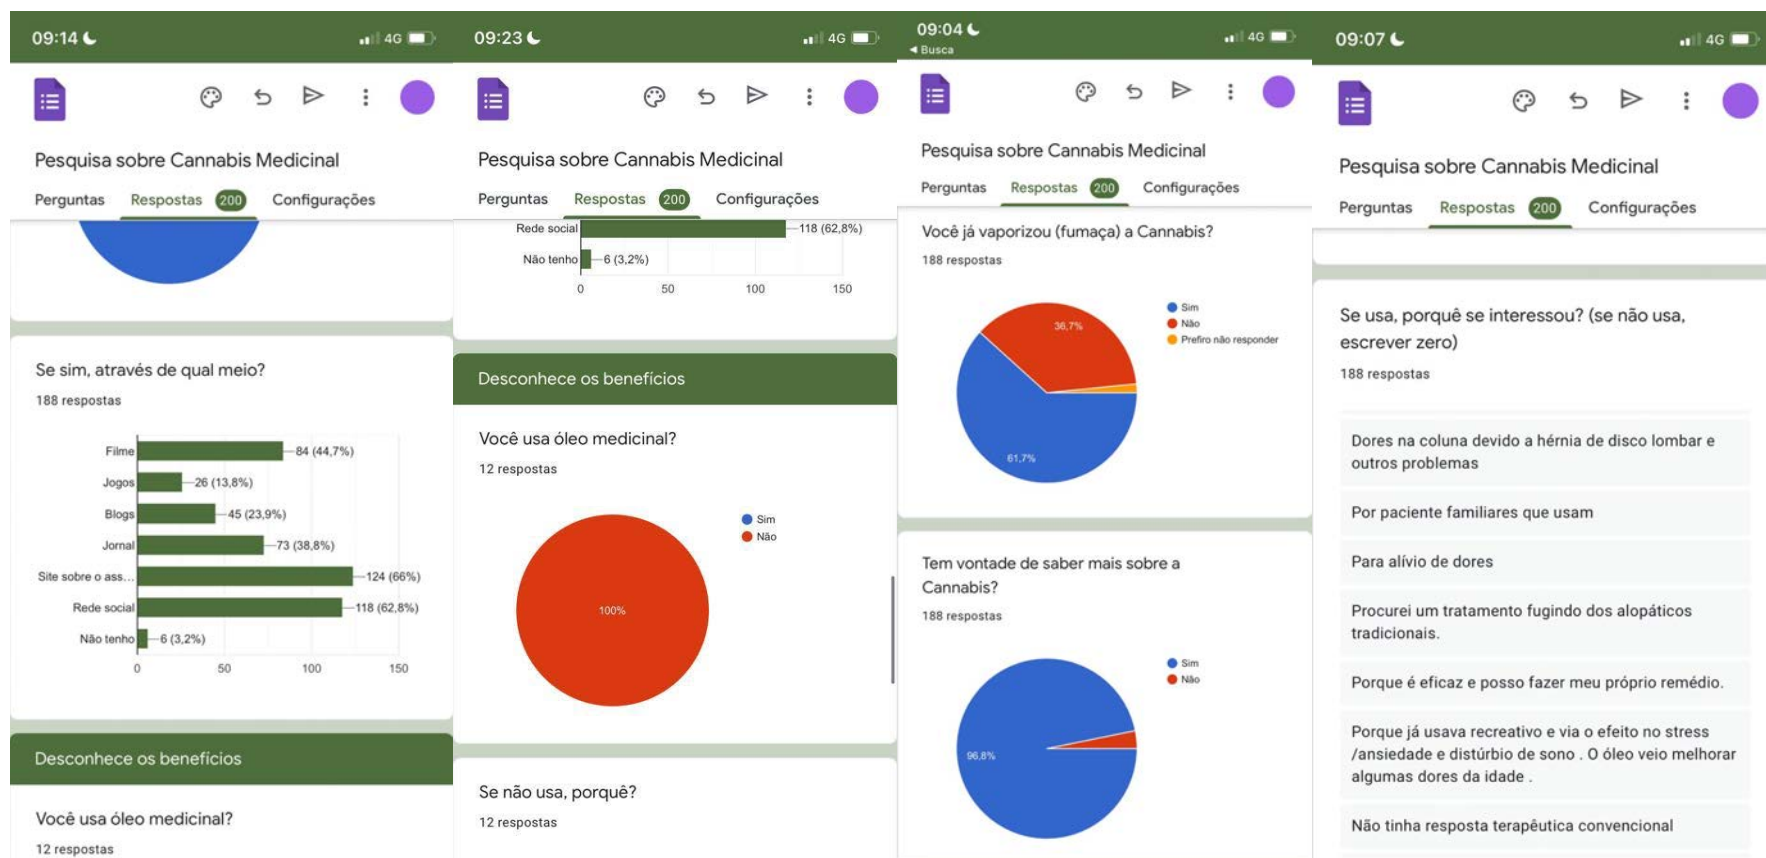 09:14
4G
Pesquisa sobre Cannabis Medicinal
Perguntas Respostas 200 Configurações
Se sim, através de qual meio?
188 respostas
Filme 84 (44,7%)
Jogos 26 (13,8%)
Blogs 45 (23,9%)
Jornal 73 (38,8%)
Site sobre o ass... 124 (66%)
Rede social 118 (62,8%)
Não tenho 6 (3,2%)
0 50 100 150
Desconhece os benefícios
Você usa óleo medicinal?
12 respostas
09:23
4G
Pesquisa sobre Cannabis Medicinal
Perguntas Respostas 200 Configurações
Rede social 118 (62,8%)
Não tenho 6 (3,2%)
0 50 100 150
Desconhece os benefícios
Você usa óleo medicinal?
12 respostas
Sim
Não
100%
Se não usa, porquê?
12 respostas
09:04
4G
Busca
Pesquisa sobre Cannabis Medicinal
Perguntas Respostas 200 Configurações
Você já vaporizou (fumaça) a Cannabis?
188 respostas
Sim
Não
Prefiro não responder
36,7%
61,7%
Tem vontade de saber mais sobre a
Cannabis?
188 respostas
Sim
Não
96,8%
09:07
4G
Pesquisa sobre Cannabis Medicinal
Perguntas Respostas 200 Configurações
Se usa, porquê se interessou? (se não usa,
escrever zero)
188 respostas
Dores na coluna devido a hérnia de disco lombar e
outros problemas
Por paciente familiares que usam
Para alívio de dores
Procurei um tratamento fugindo dos alopáticos
tradicionais.
Porque é eficaz e posso fazer meu próprio remédio.
Porque já usava recreativo e via o efeito no stress
/ansiedade e distúrbio de sono . O óleo veio melhorar
algumas dores da idade .
Não tinha resposta terapêutica convencional